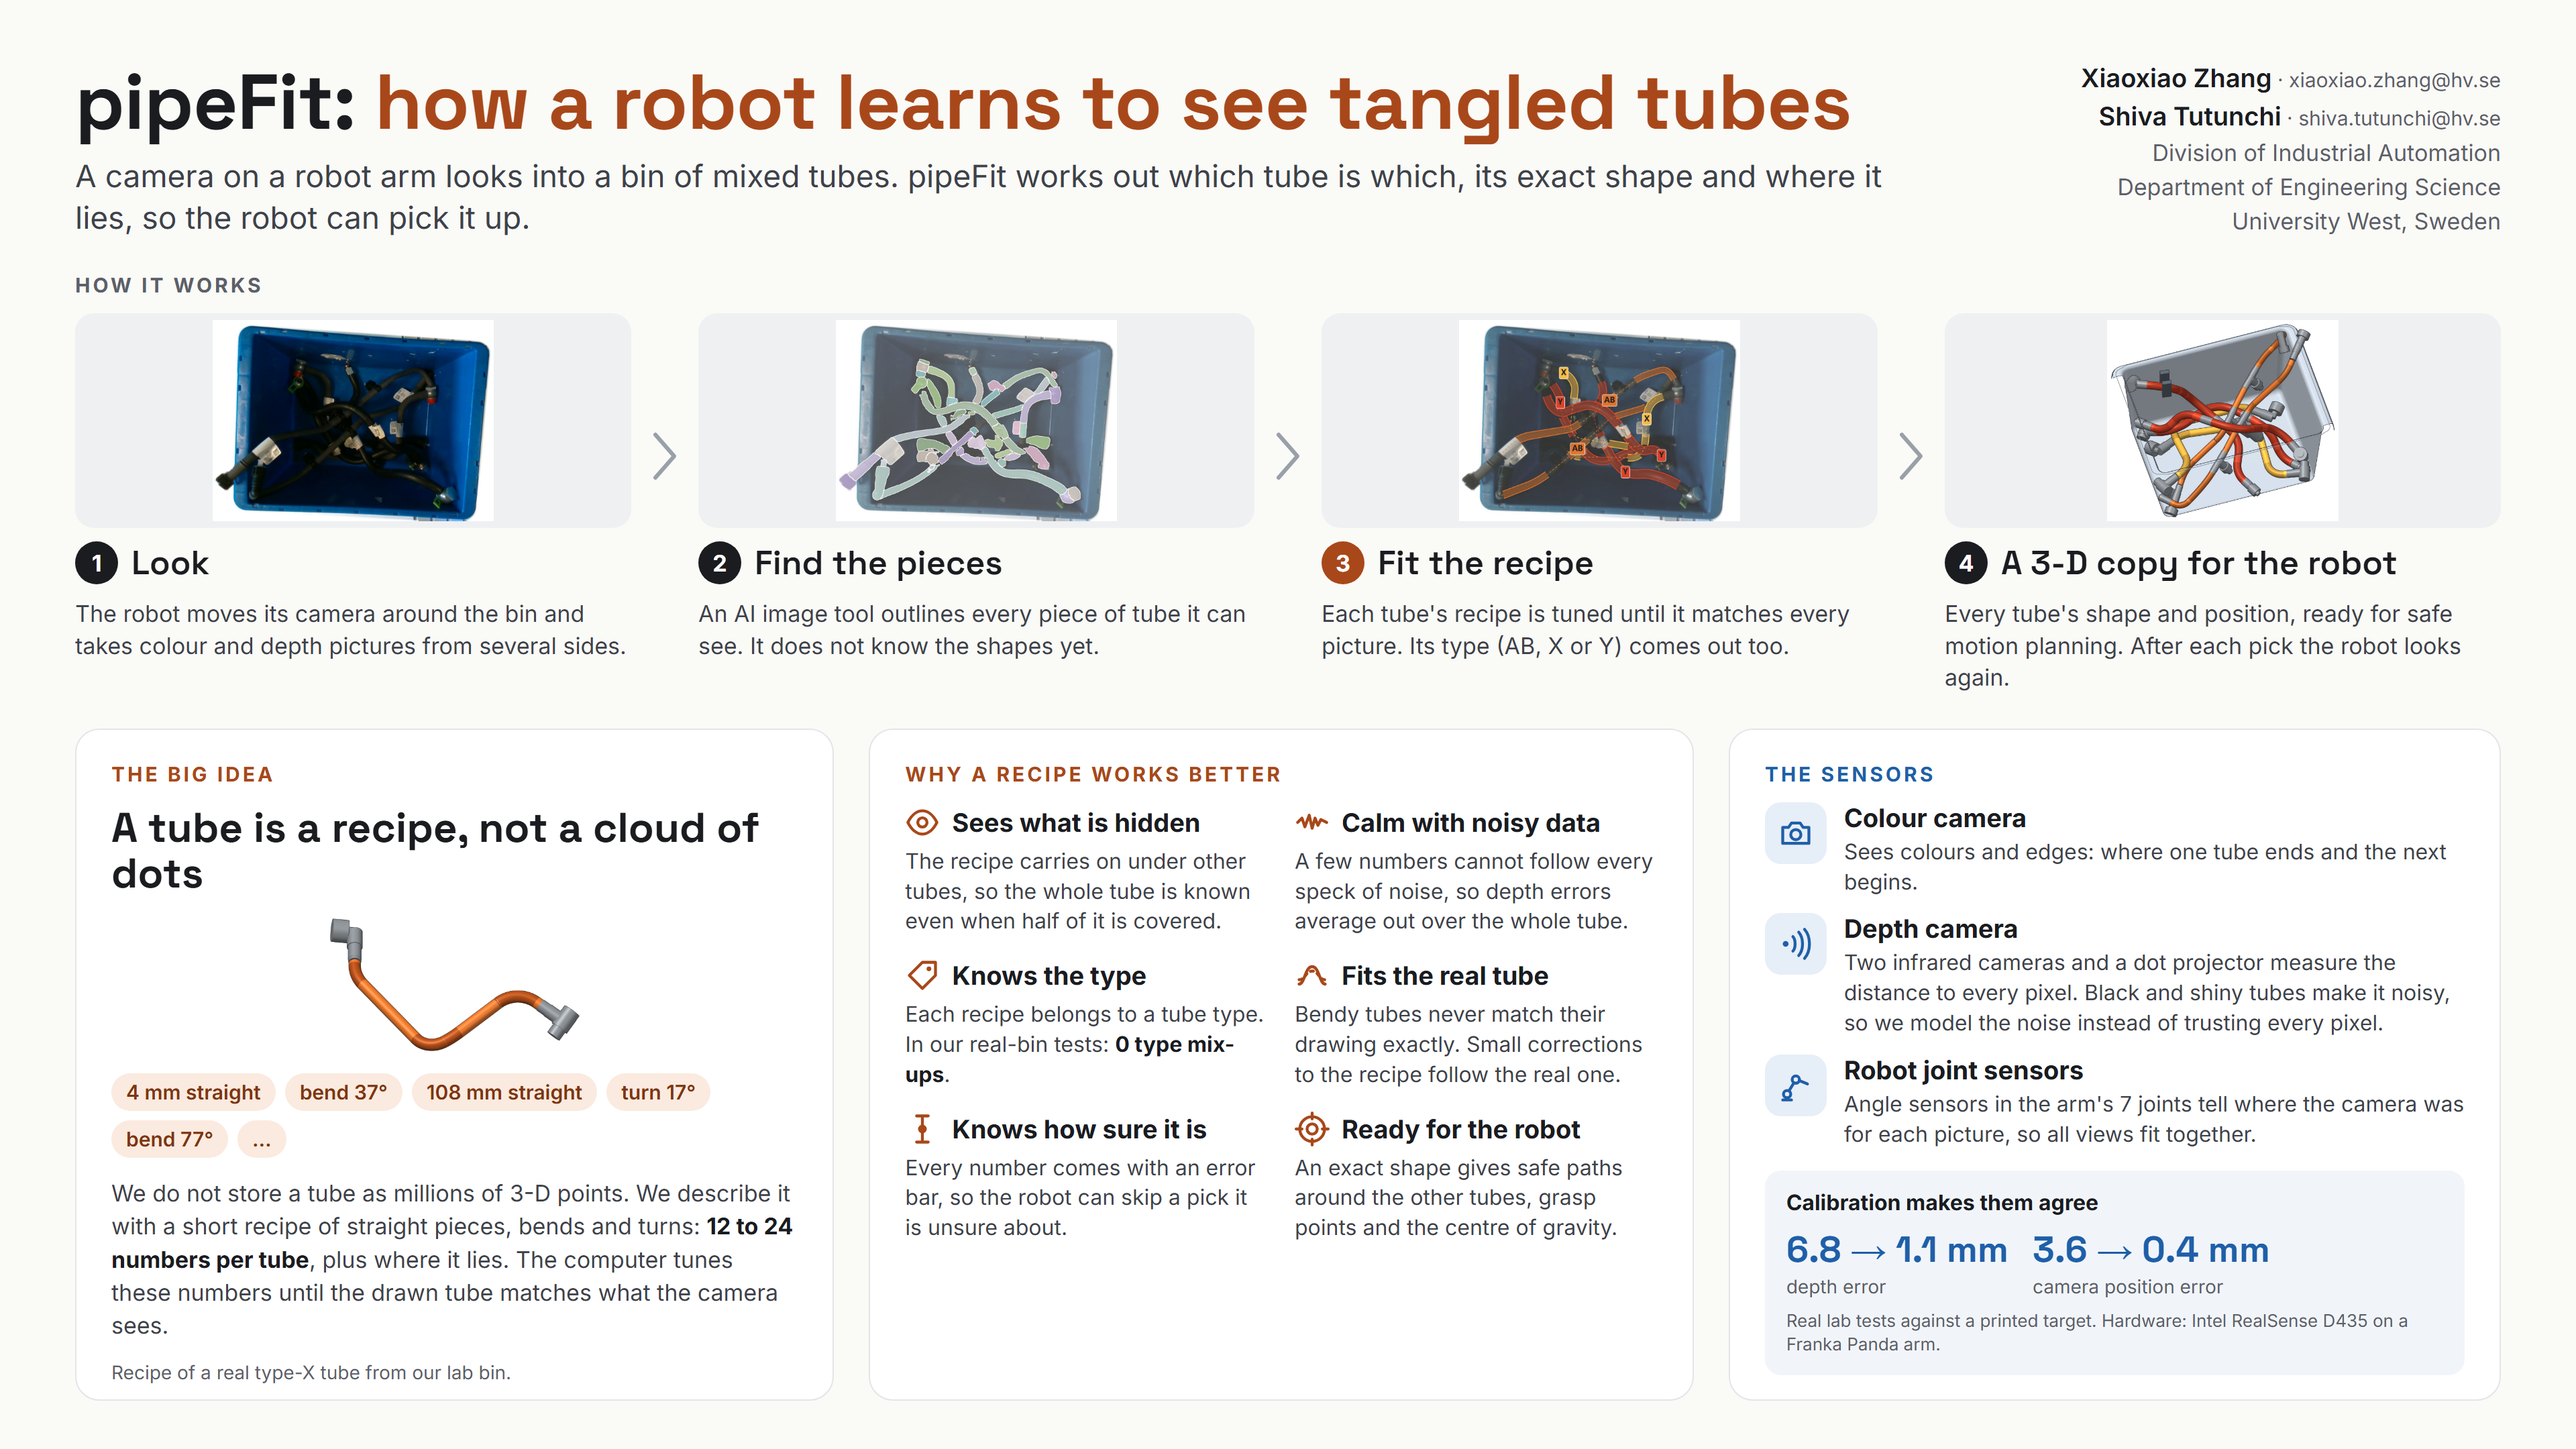 pipeFit: how a robot learns to see tangled tubes
A camera on a robot arm looks into a bin of mixed tubes. pipeFit works out which tube is which, its exact shape and where it
lies, so the robot can pick it up.
Xiaoxiao Zhang · xiaoxiao.zhang@hv.se
Shiva Tutunchi · shiva.tutunchi@hv.se
Division of Industrial Automation
Department of Engineering Science
University West, Sweden
HOW IT WORKS
X
Y
AB
X
AB
Y
Y
1 Look
The robot moves its camera around the bin and
takes colour and depth pictures from several sides.
2 Find the pieces
An AI image tool outlines every piece of tube it can
see. It does not know the shapes yet.
3 Fit the recipe
Each tube's recipe is tuned until it matches every
picture. Its type (AB, X or Y) comes out too.
4 A 3-D copy for the robot
Every tube's shape and position, ready for safe
motion planning. After each pick the robot looks
again.
THE BIG IDEA
A tube is a recipe, not a cloud of
dots
4 mm straight bend 37° 108 mm straight turn 17°
bend 77° ...
We do not store a tube as millions of 3-D points. We describe it
with a short recipe of straight pieces, bends and turns: 12 to 24
numbers per tube, plus where it lies. The computer tunes
these numbers until the drawn tube matches what the camera
sees.
Recipe of a real type-X tube from our lab bin.
WHY A RECIPE WORKS BETTER
Sees what is hidden
The recipe carries on under other
tubes, so the whole tube is known
even when half of it is covered.
Calm with noisy data
A few numbers cannot follow every
speck of noise, so depth errors
average out over the whole tube.
Knows the type
Each recipe belongs to a tube type.
In our real-bin tests: 0 type mix-
ups.
Fits the real tube
Bendy tubes never match their
drawing exactly. Small corrections
to the recipe follow the real one.
Knows how sure it is
Every number comes with an error
bar, so the robot can skip a pick it
is unsure about.
Ready for the robot
An exact shape gives safe paths
around the other tubes, grasp
points and the centre of gravity.
THE SENSORS
Colour camera
Sees colours and edges: where one tube ends and the next
begins.
Depth camera
Two infrared cameras and a dot projector measure the
distance to every pixel. Black and shiny tubes make it noisy,
so we model the noise instead of trusting every pixel.
Robot joint sensors
Angle sensors in the arm's 7 joints tell where the camera was
for each picture, so all views fit together.
Calibration makes them agree
6.8 → 1.1 mm 3.6 → 0.4 mm
depth error camera position error
Real lab tests against a printed target. Hardware: Intel RealSense D435 on a
Franka Panda arm.